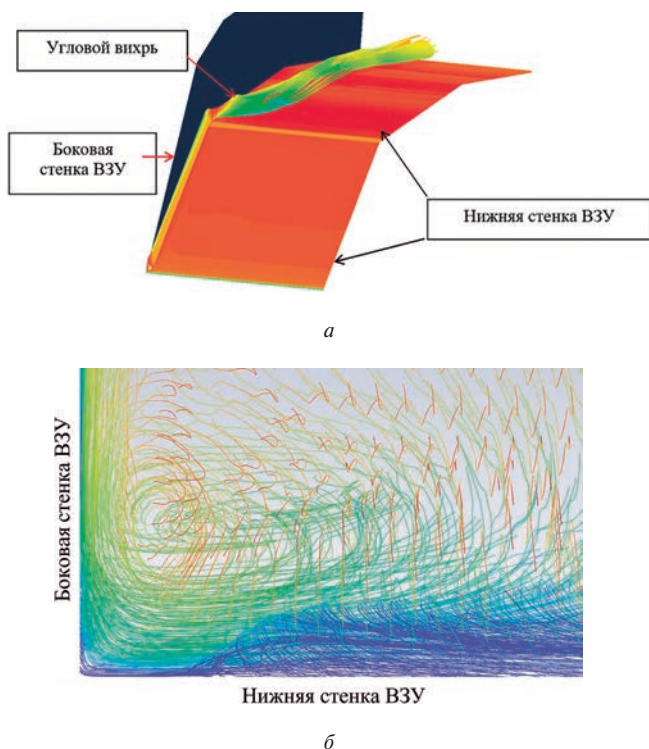 Угловой вихрь
Боковая
стенка ВЗУ
Нижняя стенка ВЗУ
а
Боковая стенка ВЗУ
Нижняя стенка ВЗУ
б